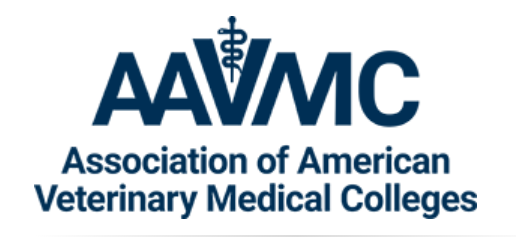 AAVMC
Association of American
Veterinary Medical Colleges